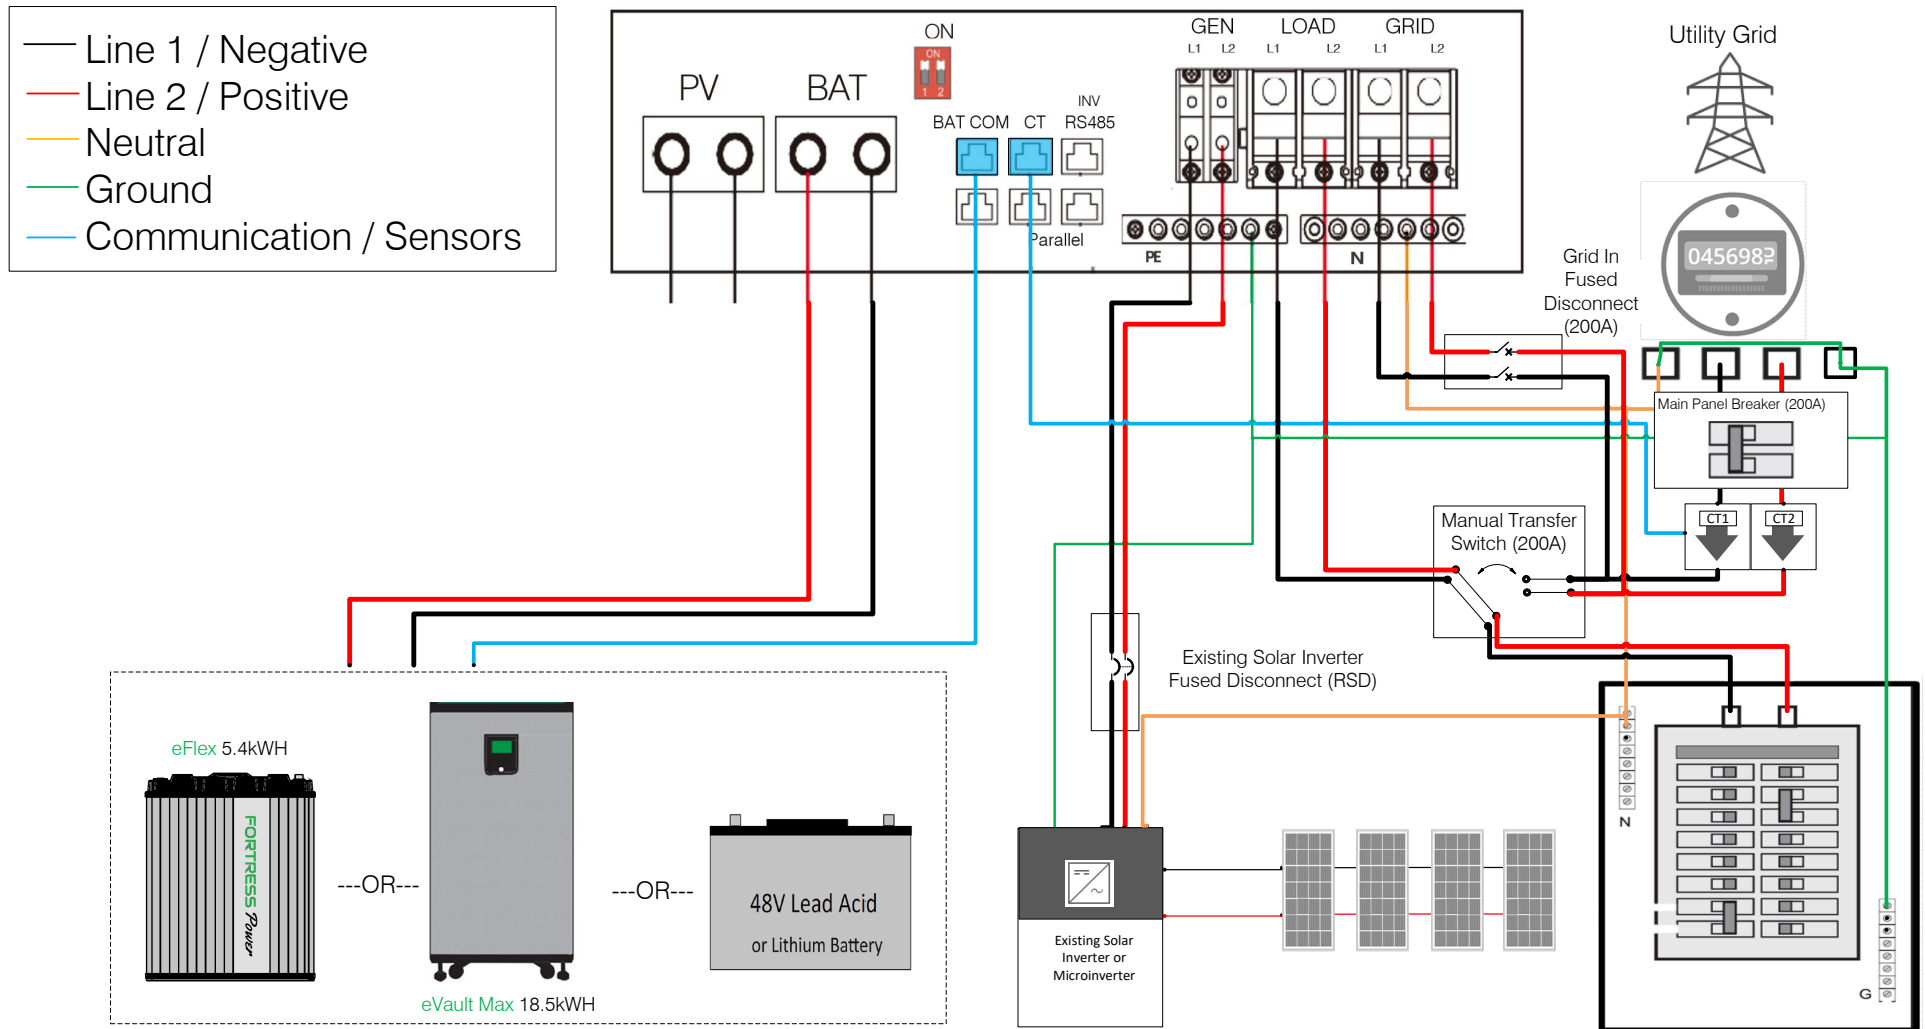 Line 1 / Negative
Line 2 / Positive
Neutral
Ground
Communication / Sensors
ON
ON
1 2
PV
BAT
BAT COM
CT
INV
RS485
Parallel
GEN
LOAD
GRID
L1
L2
L1
L2
L1
L2
PE
N
Utility Grid
Grid In
Fused
Disconnect
(200A)
Main Panel Breaker (200A)
CT1
CT2
Manual Transfer
Switch (200A)
Existing Solar Inverter
Fused Disconnect (RSD)
eFlex 5.4kWH
FORTRESS Power
---OR---
eVault Max 18.5kWH
---OR---
48V Lead Acid
or Lithium Battery
Existing Solar
Inverter or
Microinverter
N
G